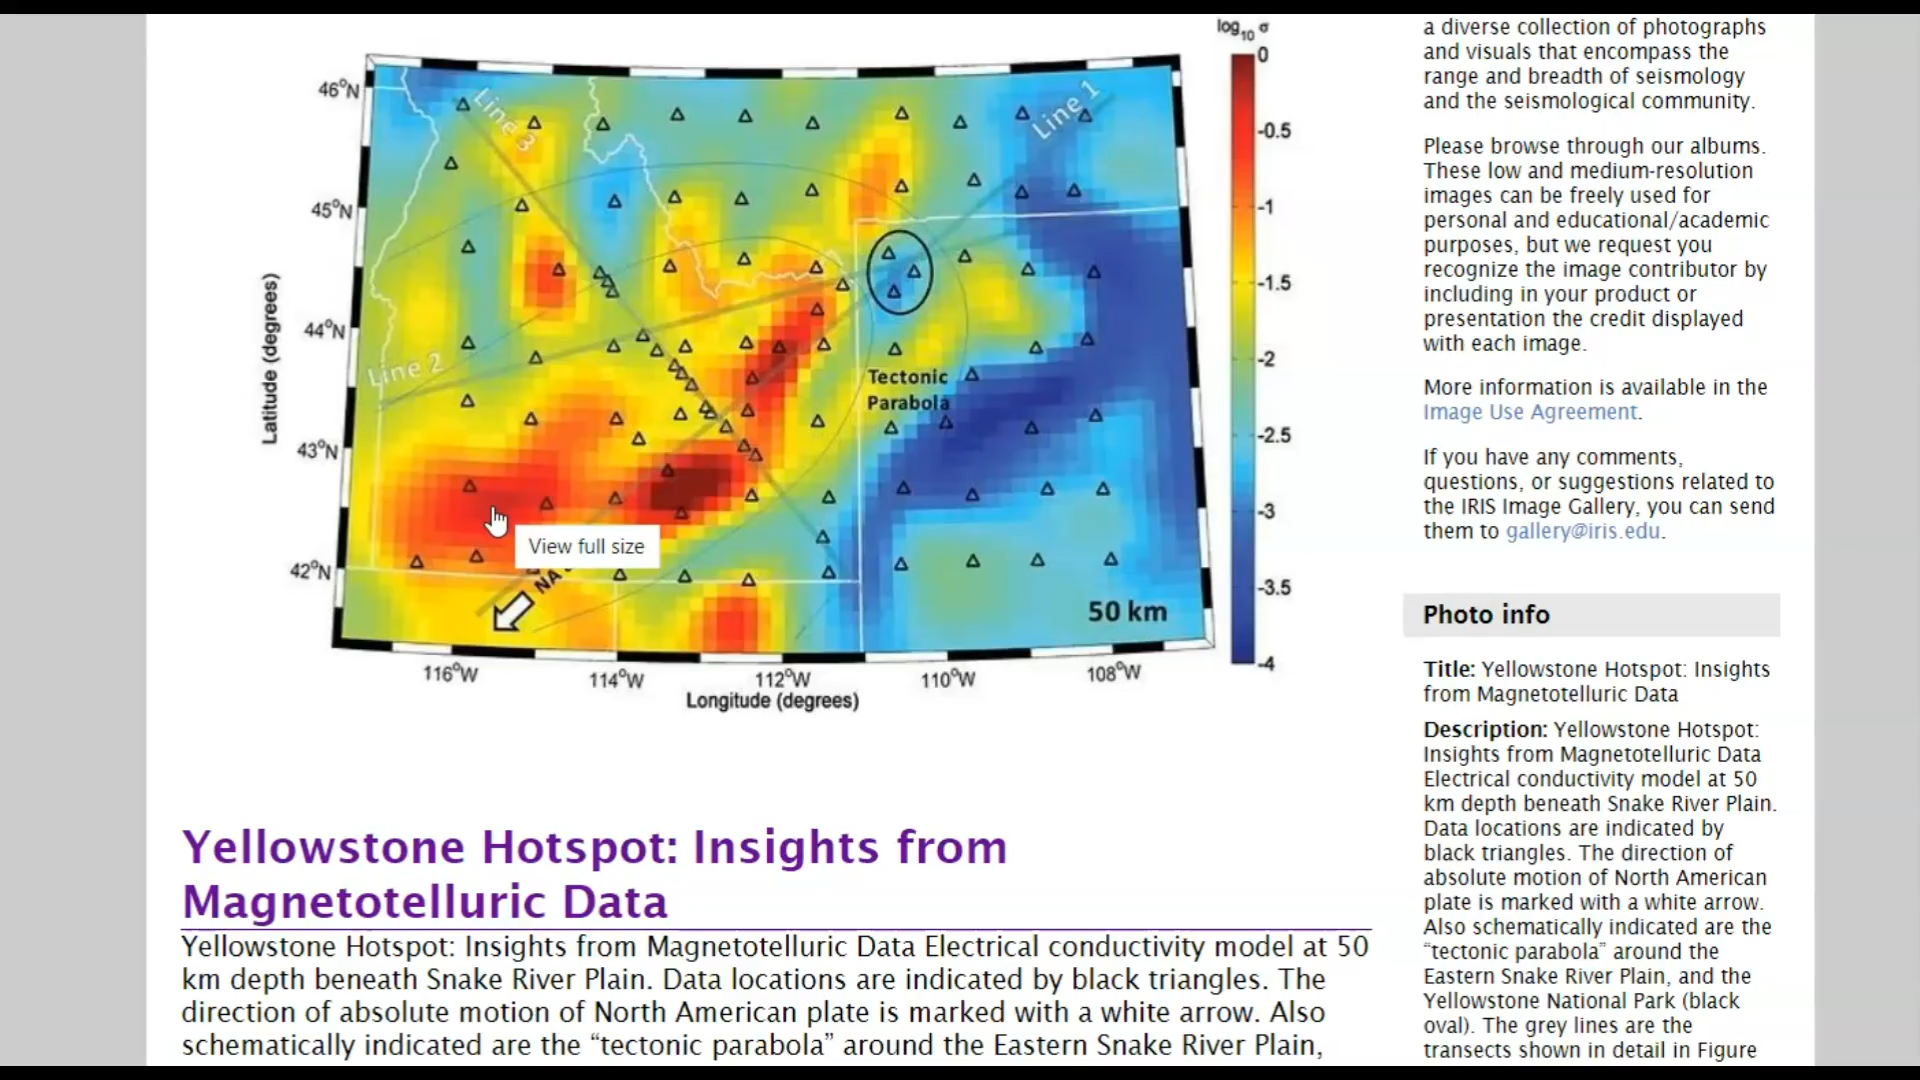 log10 σ
0
-0.5
-1
-1.5
-2
-2.5
-3
-3.5
-4
46°N
45°N
44°N
43°N
42°N
Latitude (degrees)
116°W
114°W
112°W
110°W
108°W
Longitude (degrees)
Line 3
Line 1
Line 2
Tectonic
Parabola
View full size
NA
50 km
Yellowstone Hotspot: Insights from
Magnetotelluric Data
Yellowstone Hotspot: Insights from Magnetotelluric Data Electrical conductivity model at 50
km depth beneath Snake River Plain. Data locations are indicated by black triangles. The
direction of absolute motion of North American plate is marked with a white arrow. Also
schematically indicated are the “tectonic parabola” around the Eastern Snake River Plain,
a diverse collection of photographs
and visuals that encompass the
range and breadth of seismology
and the seismological community.
Please browse through our albums.
These low and medium-resolution
images can be freely used for
personal and educational/academic
purposes, but we request you
recognize the image contributor by
including in your product or
presentation the credit displayed
with each image.
More information is available in the
Image Use Agreement.
If you have any comments,
questions, or suggestions related to
the IRIS Image Gallery, you can send
them to gallery@iris.edu.
Photo info
Title: Yellowstone Hotspot: Insights
from Magnetotelluric Data
Description: Yellowstone Hotspot:
Insights from Magnetotelluric Data
Electrical conductivity model at 50
km depth beneath Snake River Plain.
Data locations are indicated by
black triangles. The direction of
absolute motion of North American
plate is marked with a white arrow.
Also schematically indicated are the
“tectonic parabola” around the
Eastern Snake River Plain, and the
Yellowstone National Park (black
oval). The grey lines are the
transects shown in detail in Figure